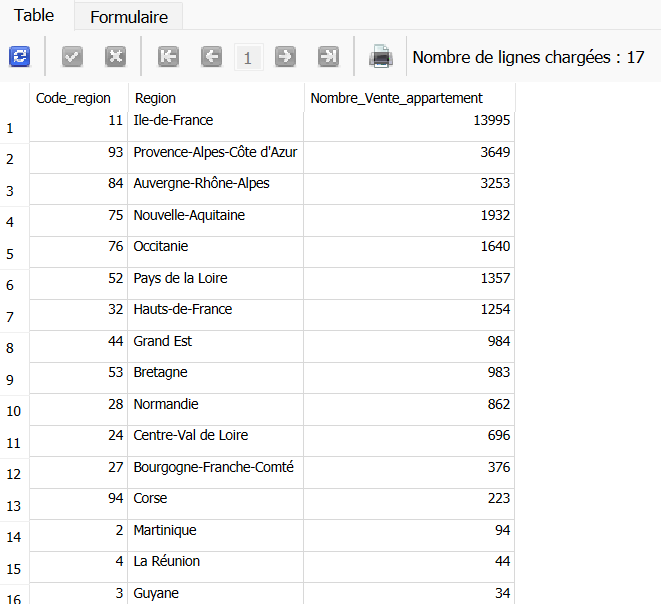 Table Formulaire
1 Nombre de lignes chargées : 17
Code_region Region Nombre_Vente_appartement
1 11 Ile-de-France 13995
2 93 Provence-Alpes-Côte d'Azur 3649
3 84 Auvergne-Rhône-Alpes 3253
4 75 Nouvelle-Aquitaine 1932
5 76 Occitanie 1640
6 52 Pays de la Loire 1357
7 32 Hauts-de-France 1254
8 44 Grand Est 984
9 53 Bretagne 983
10 28 Normandie 862
11 24 Centre-Val de Loire 696
12 27 Bourgogne-Franche-Comté 376
13 94 Corse 223
14 2 Martinique 94
15 4 La Réunion 44
16 3 Guyane 34